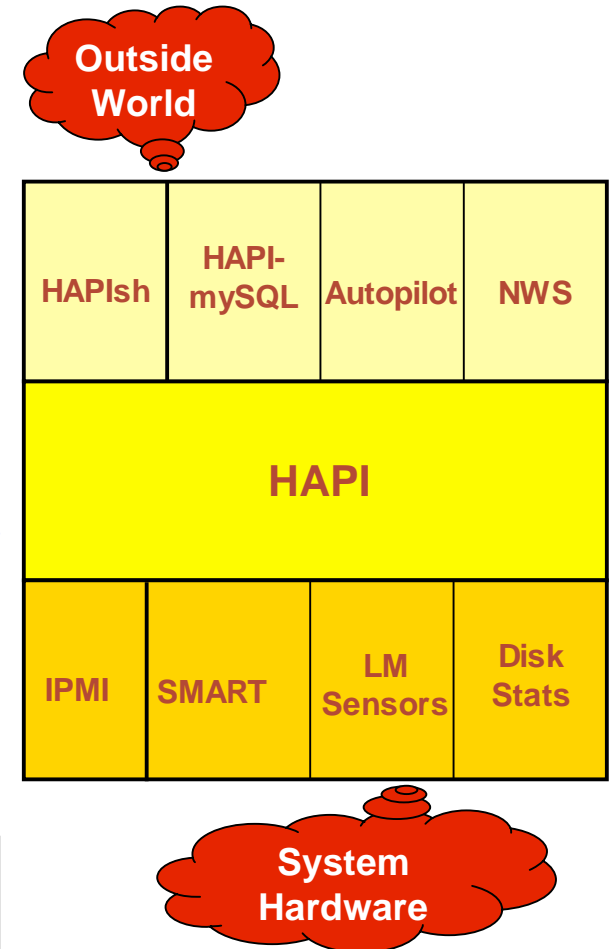 Outside
World
HAPIsh
HAPI-
mySQL
Autopilot
NWS
HAPI
IPMI
SMART
LM
Sensors
Disk
Stats
System
Hardware